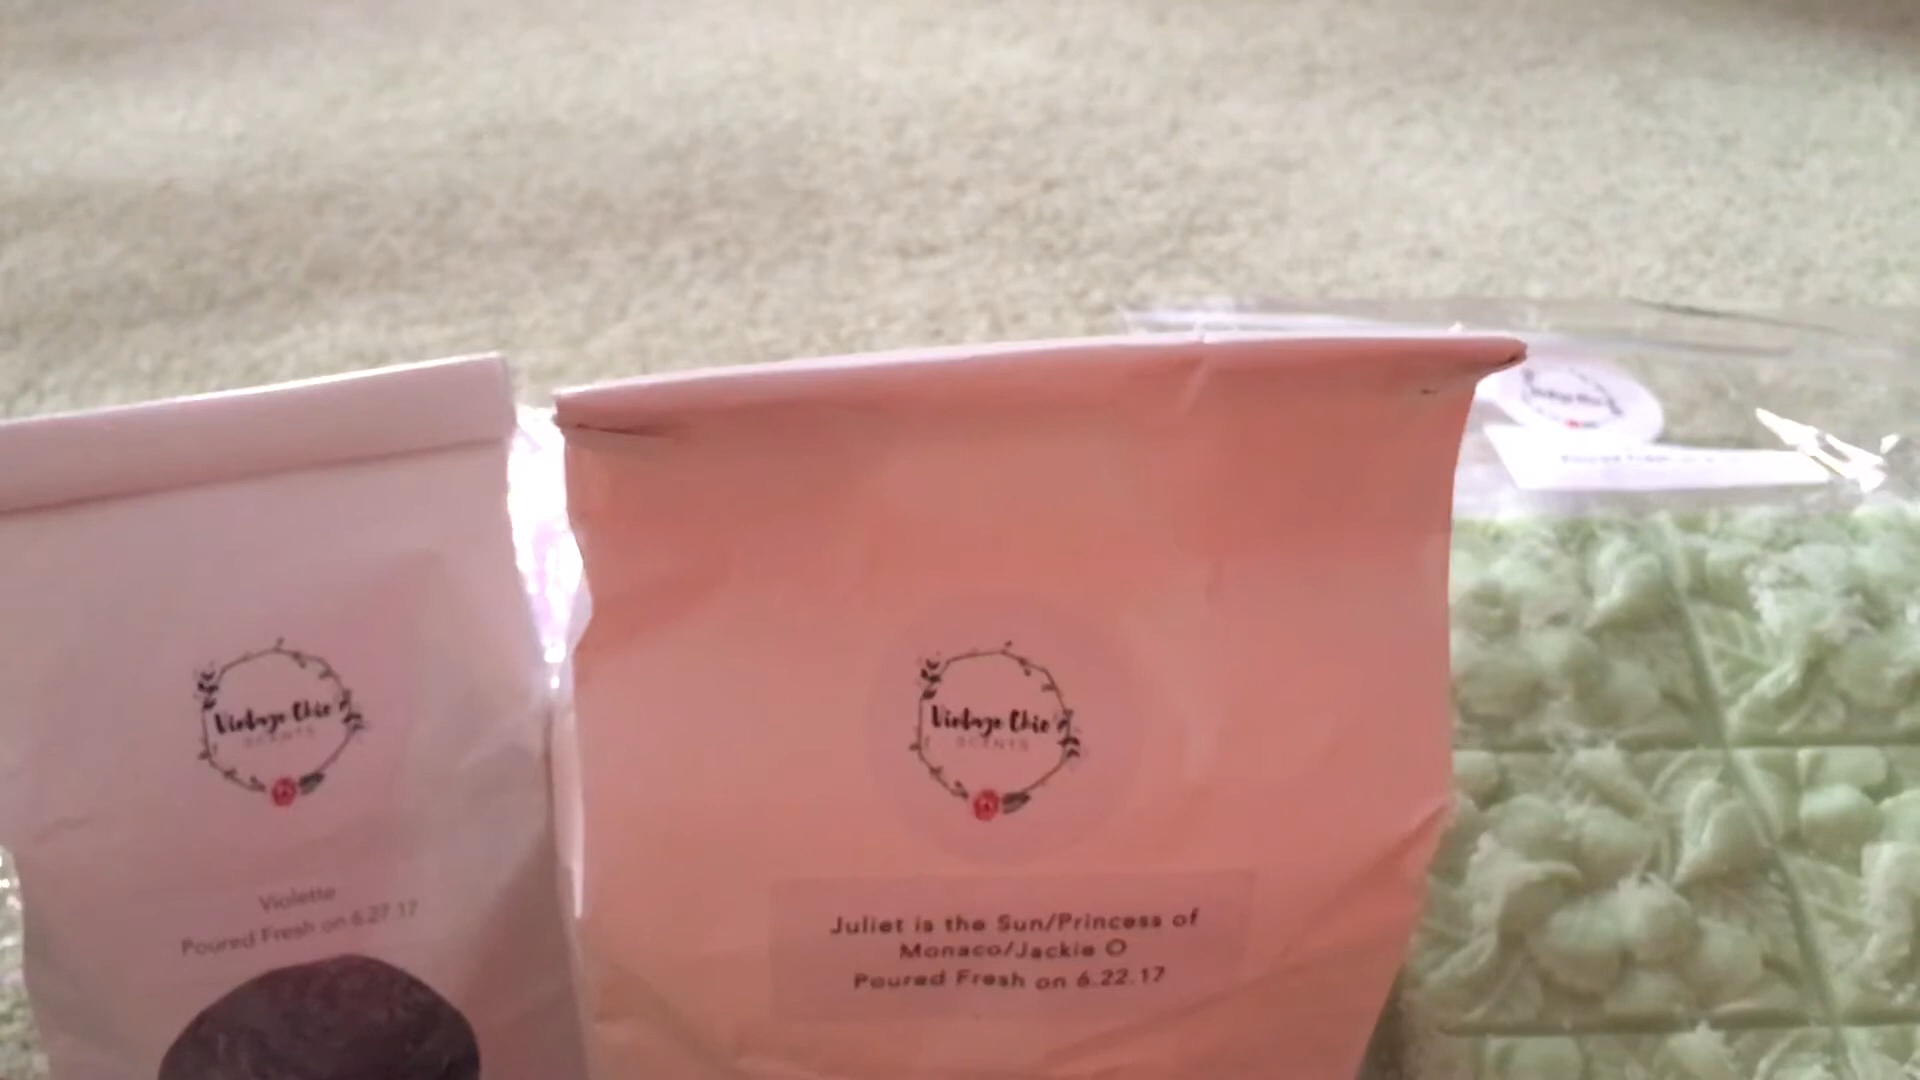 Vintage Chic
SCENTS
Violette
Poured Fresh on 6.27.17
Vintage Chic
SCENTS
Juliet is the Sun/Princess of
Monaco/Jackie O
Poured Fresh on 6.22.17